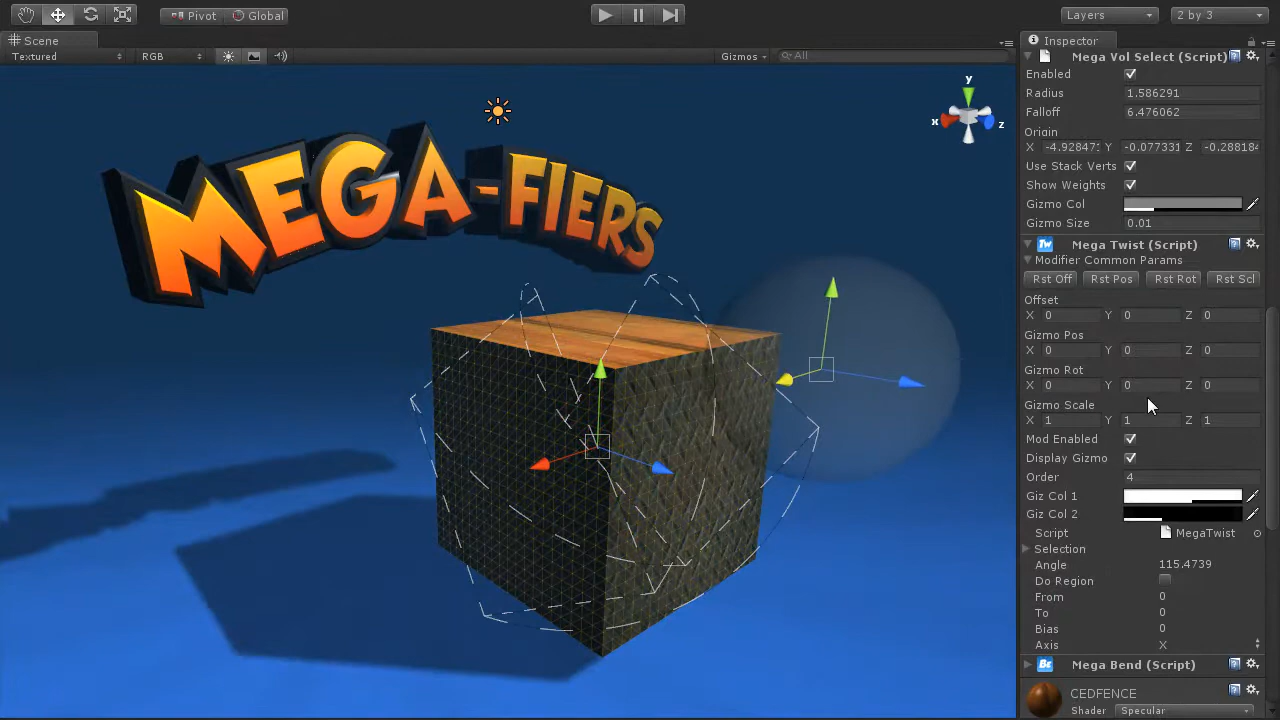 Pivot Global Layers 2 by 3
Scene Inspector
Textured RGB Gizmos All
Mega Vol Select (Script)
Enabled
Radius 1.586291
Falloff 6.476062
Origin
X -4.92847 Y -0.077331 Z -0.288184
Use Stack Verts
Show Weights
Gizmo Col
Gizmo Size 0.01
Mega Twist (Script)
Modifier Common Params
Rst Off Rst Pos Rst Rot Rst Scl
Offset
X 0 Y 0 Z 0
Gizmo Pos
X 0 Y 0 Z 0
Gizmo Rot
X 0 Y 0 Z 0
Gizmo Scale
X 1 Y 1 Z 1
Mod Enabled
Display Gizmo
Order 4
Giz Col 1
Giz Col 2
Script MegaTwist
Selection
Angle 115.4739
Do Region
From 0
To 0
Bias 0
Axis X
Mega Bend (Script)
CEDFENCE
Shader Specular
y
x z
MEGA-FIERS